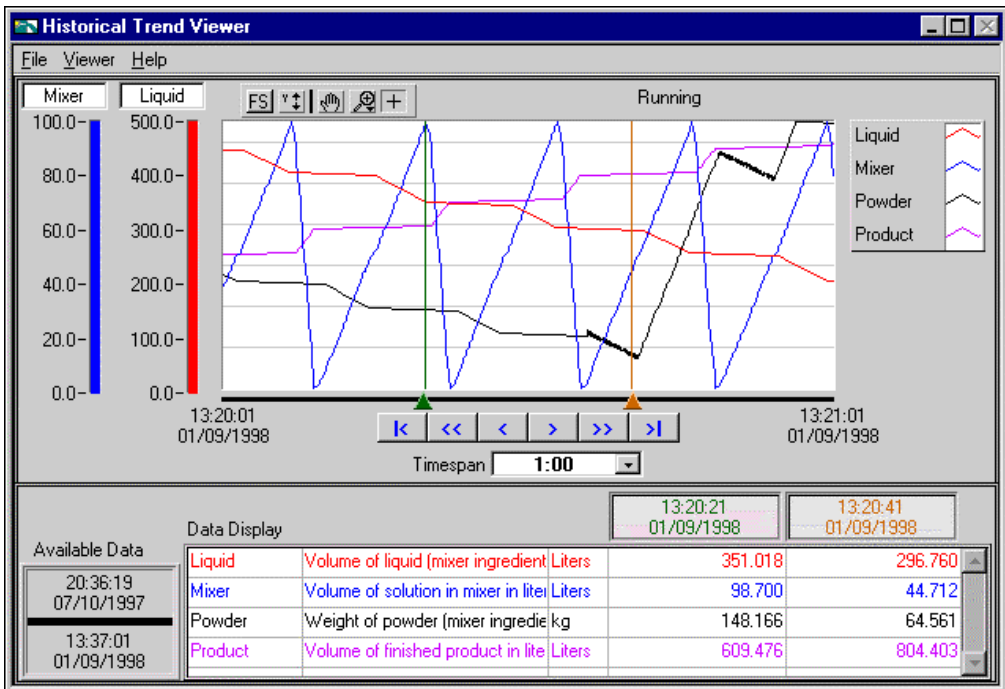 Historical Trend Viewer
File Viewer Help
Mixer Liquid FS Y Running
100.0 500.0
80.0 400.0
60.0 300.0
40.0 200.0
20.0 100.0
0.0 0.0
Liquid
Mixer
Powder
Product
13:20:01
01/09/1998
13:21:01
01/09/1998
|< << < > >> >|
Timespan 1:00
13:20:21
01/09/1998
13:20:41
01/09/1998
Data Display
Available Data
20:36:19
07/10/1997
13:37:01
01/09/1998
Liquid Volume of liquid (mixer ingredient Liters 351.018 296.760
Mixer Volume of solution in mixer in liter Liters 98.700 44.712
Powder Weight of powder (mixer ingredie kg 148.166 64.561
Product Volume of finished product in lite Liters 609.476 804.403